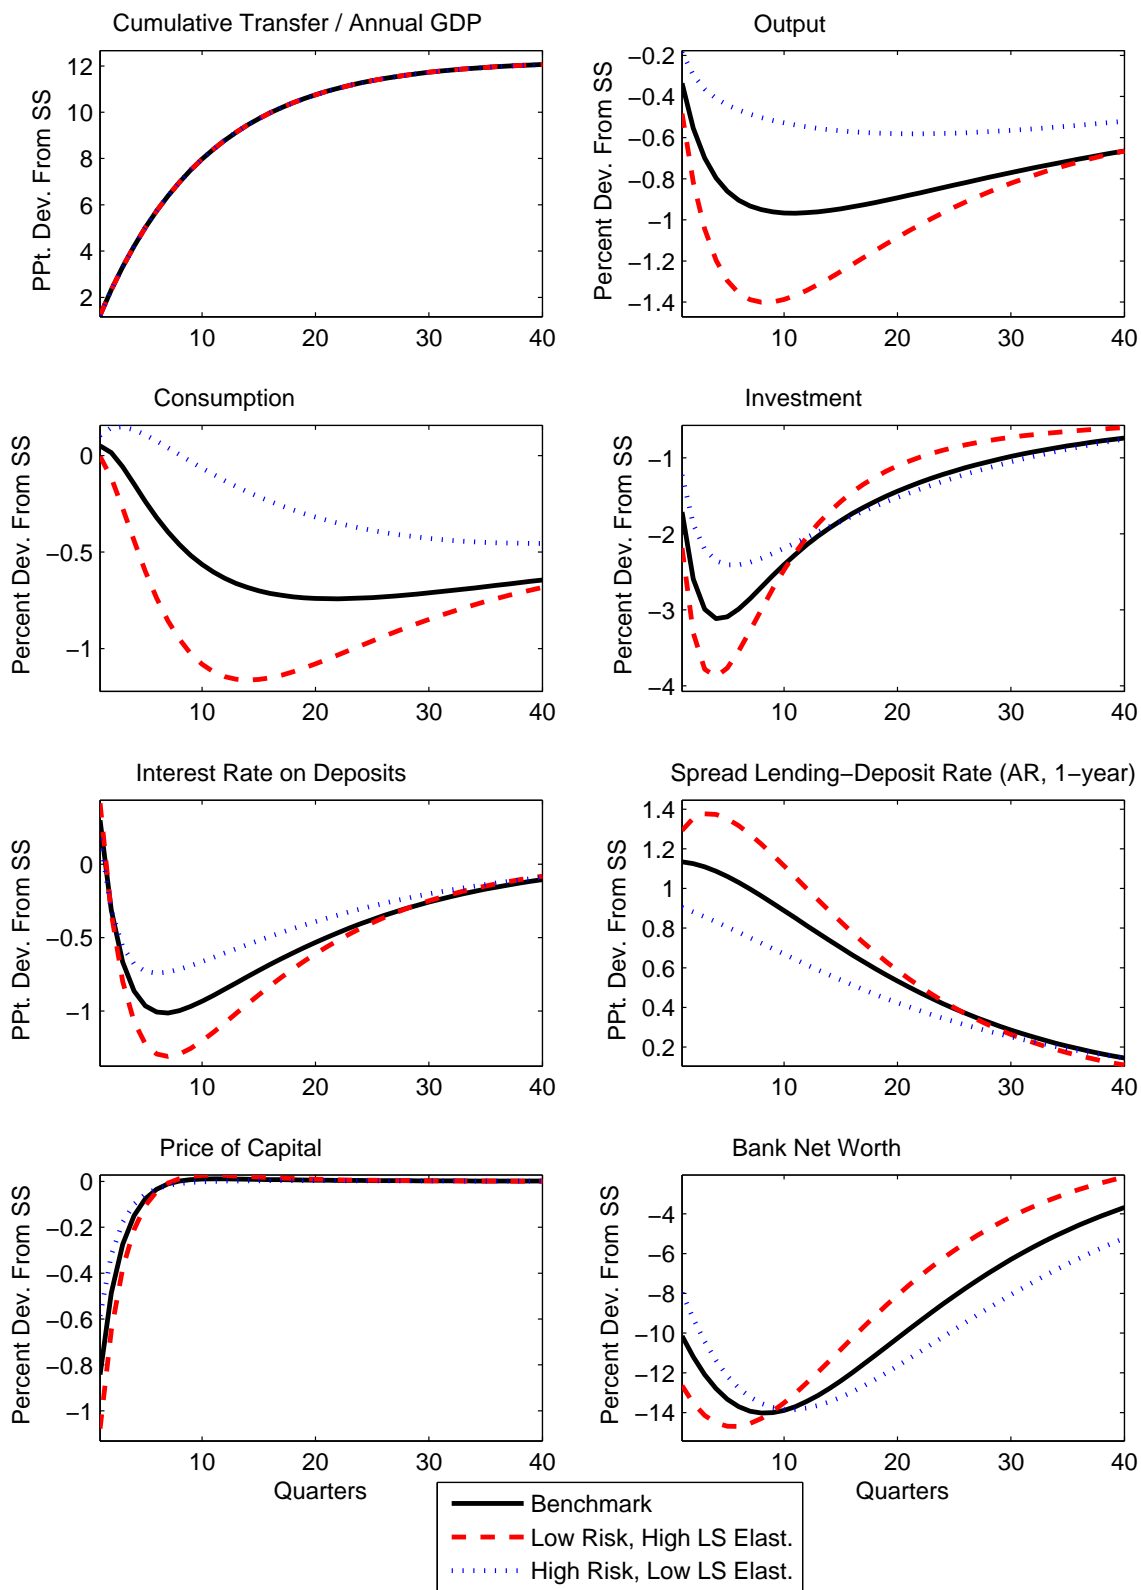 Cumulative Transfer / Annual GDP
PPt. Dev. From SS
12
10
8
6
4
2
10 20 30 40
Output
Percent Dev. From SS
−0.2
−0.4
−0.6
−0.8
−1
−1.2
−1.4
10 20 30 40
Consumption
Percent Dev. From SS
0
−0.5
−1
10 20 30 40
Investment
Percent Dev. From SS
−1
−2
−3
−4
10 20 30 40
Interest Rate on Deposits
PPt. Dev. From SS
0
−0.5
−1
10 20 30 40
Spread Lending−Deposit Rate (AR, 1−year)
PPt. Dev. From SS
1.4
1.2
1
0.8
0.6
0.4
0.2
10 20 30 40
Price of Capital
Percent Dev. From SS
0
−0.2
−0.4
−0.6
−0.8
−1
10 20 30 40
Quarters
Bank Net Worth
Percent Dev. From SS
−4
−6
−8
−10
−12
−14
10 20 30 40
Quarters
Benchmark
Low Risk, High LS Elast.
High Risk, Low LS Elast.